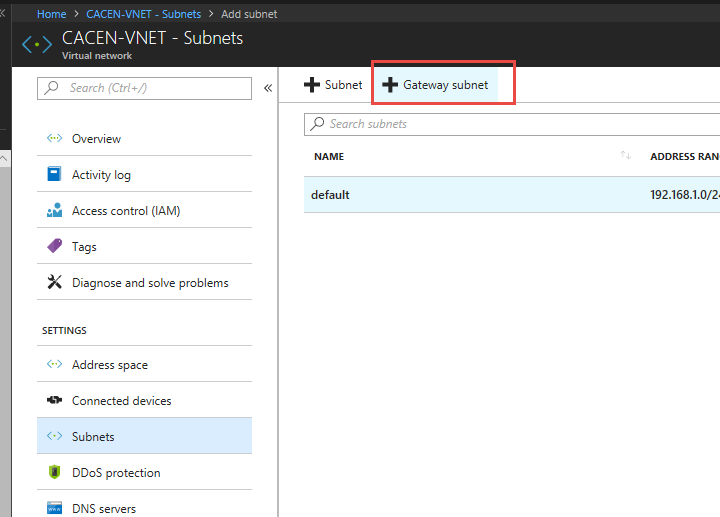 Home > CACEN-VNET - Subnets > Add subnet
CACEN-VNET - Subnets
Virtual network
Search (Ctrl+/)
Overview
Activity log
Access control (IAM)
Tags
Diagnose and solve problems
SETTINGS
Address space
Connected devices
Subnets
DDoS protection
DNS servers
Subnet
Gateway subnet
Search subnets
NAME
ADDRESS RAN
default
192.168.1.0/24